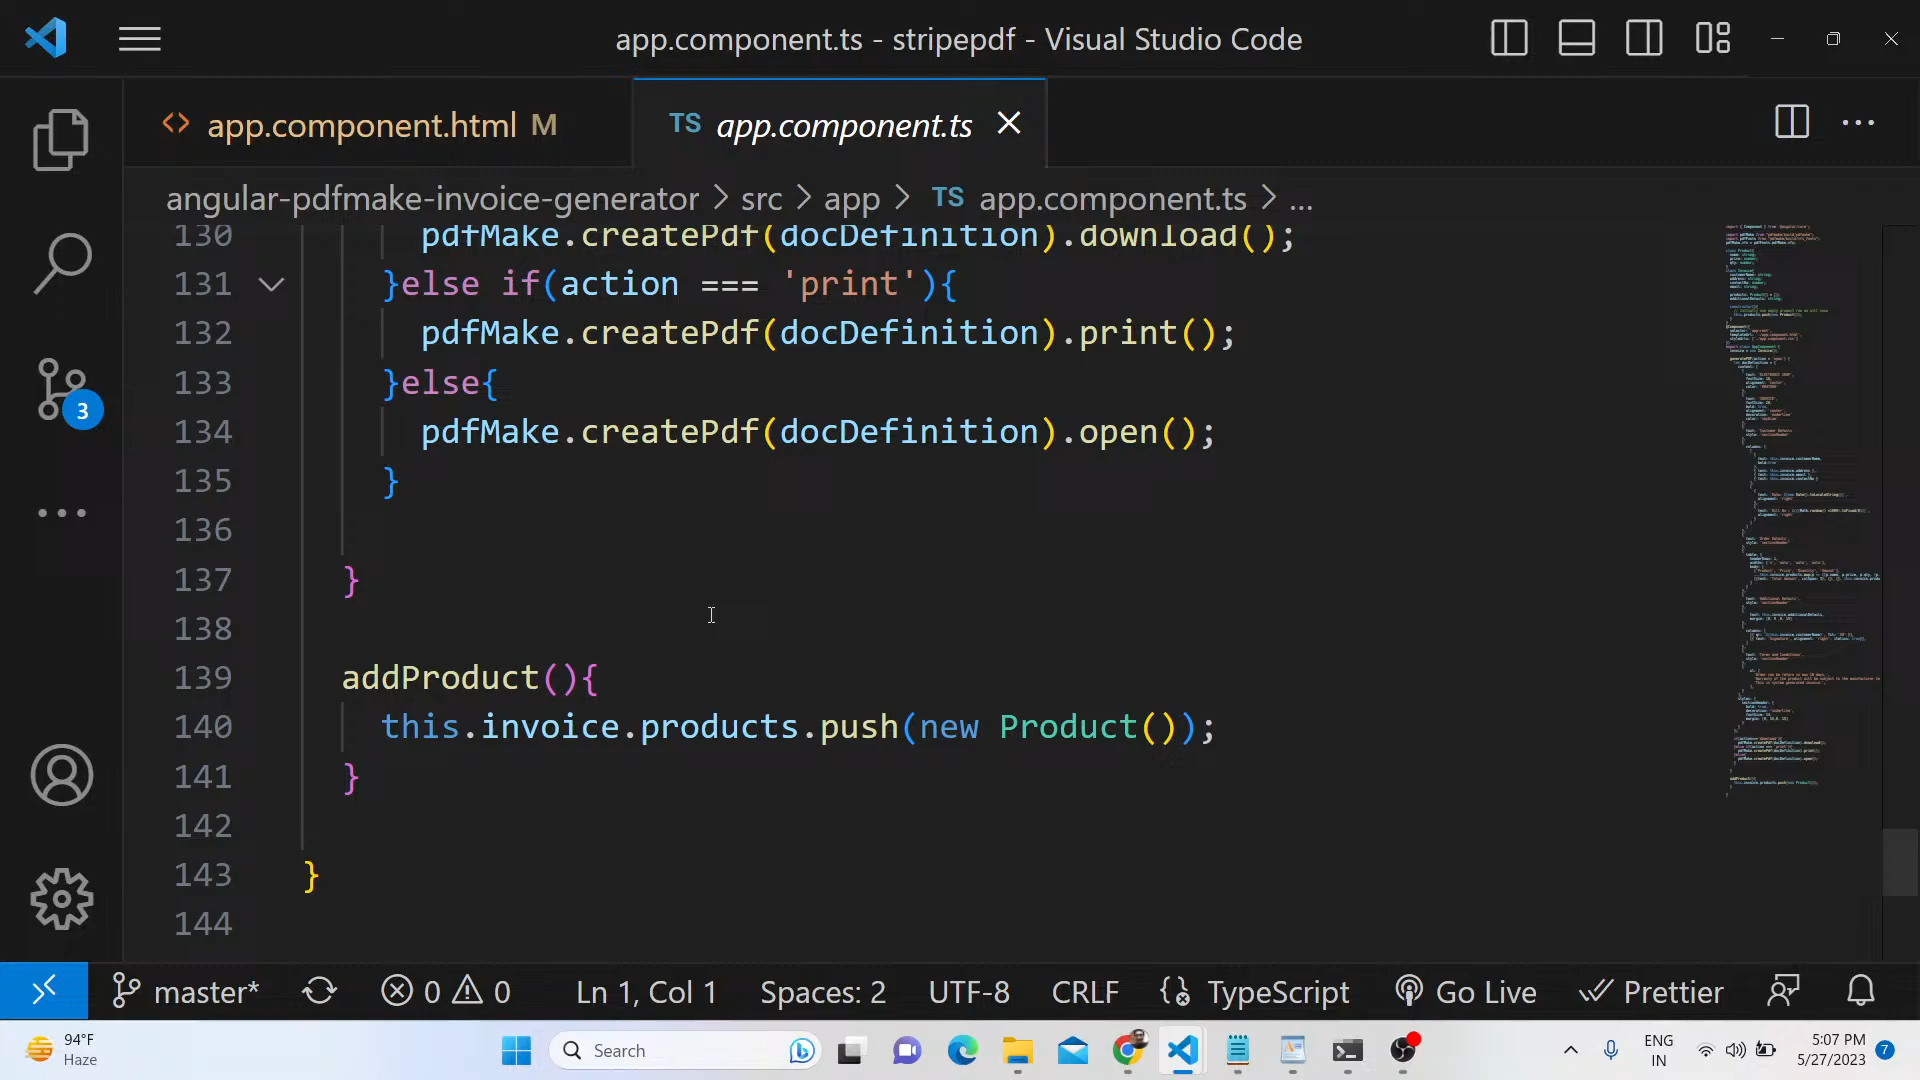 app.component.ts - stripepdf - Visual Studio Code
<> app.component.html M
TS app.component.ts
angular-pdfmake-invoice-generator > src > app > TS app.component.ts > ...
130 pdfMake.createPdf(docDefinition).download();
131 }else if(action === 'print'){
132 pdfMake.createPdf(docDefinition).print();
133 }else{
134 pdfMake.createPdf(docDefinition).open();
135 }
136
137 }
138
139 addProduct(){
140 this.invoice.products.push(new Product());
141 }
142
143 }
144
3
master* 0 0 Ln 1, Col 1 Spaces: 2 UTF-8 CRLF TypeScript Go Live Prettier
94°F
Haze
Search
ENG
IN
5:07 PM
5/27/2023
7